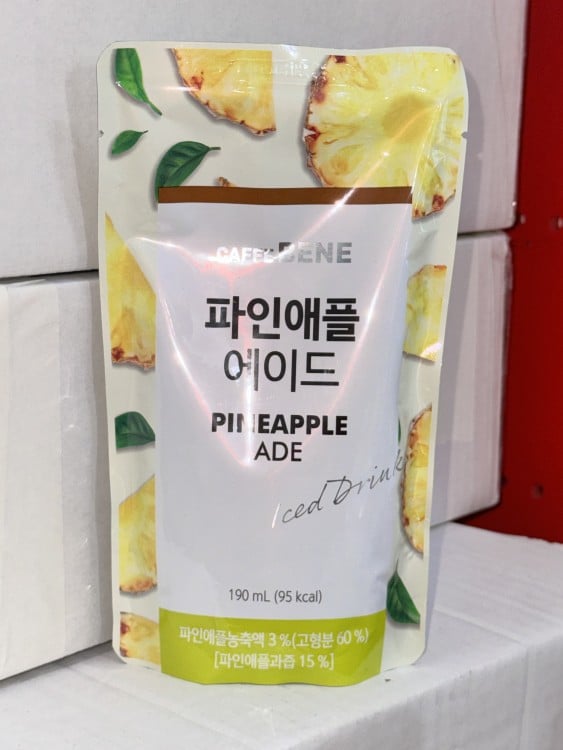 CAFFE BENE
파인애플
에이드
PINEAPPLE
ADE
Iced Drink
190 mL (95 kcal)
파인애플농축액 3 %(고형분 60 %)
[파인애플과즙 15 %]